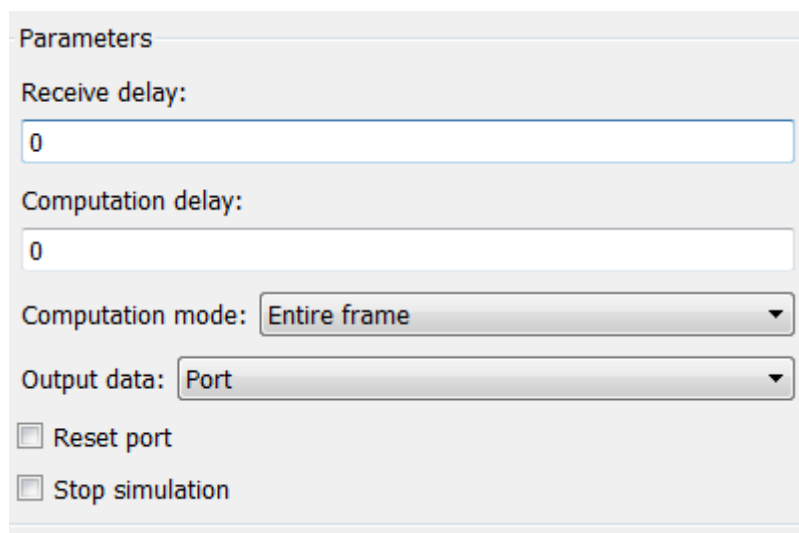 Parameters
Receive delay:
0
Computation delay:
0
Computation mode: Entire frame
Output data: Port
Reset port
Stop simulation